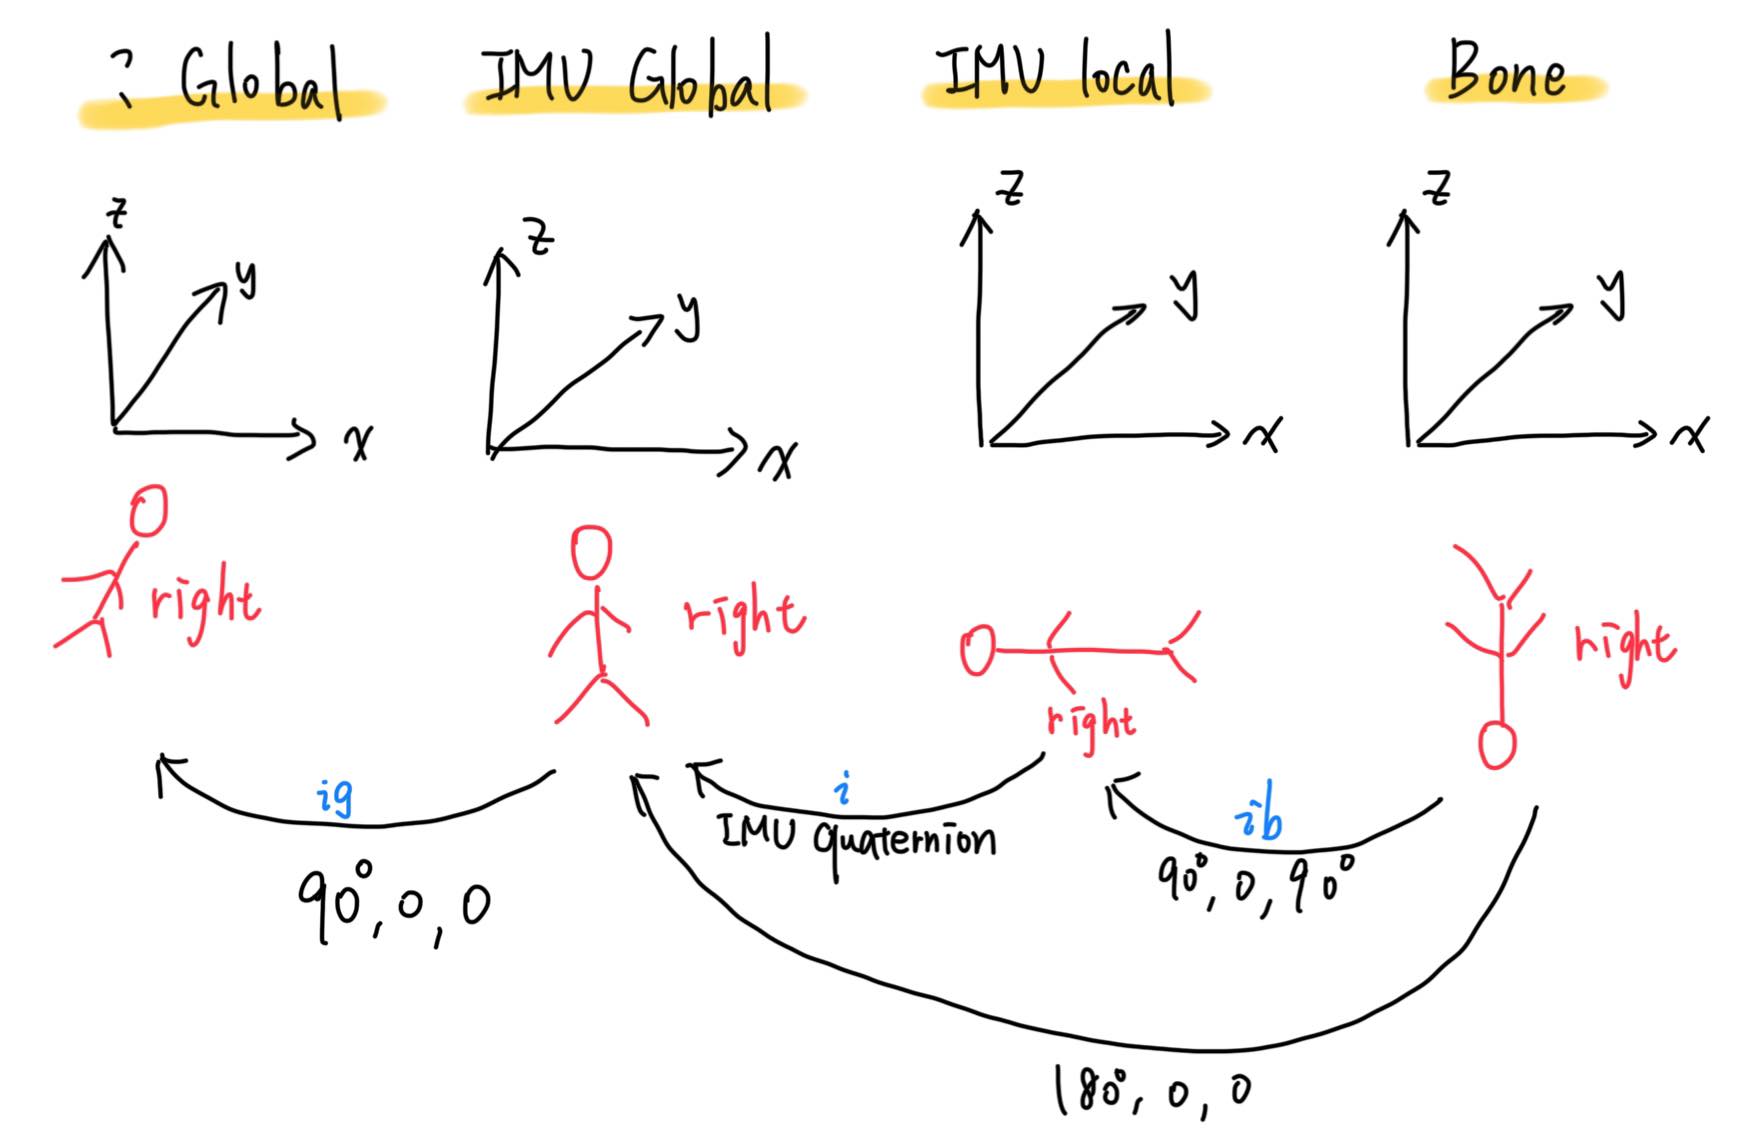 ? Global IMU Global IMU local Bone
z z z z
y y y y
x x x x
right right right right
ig i ib
IMU quaternion
90°, 0, 0 90°, 0, 90°
180°, 0, 0